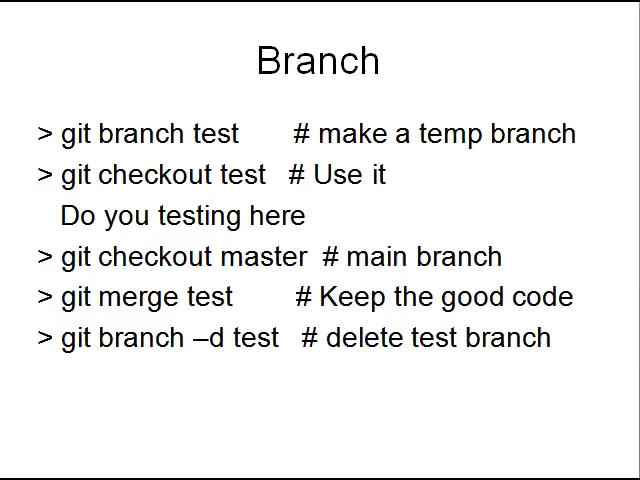 Branch
> git branch test # make a temp branch
> git checkout test # Use it
Do you testing here
> git checkout master # main branch
> git merge test # Keep the good code
> git branch –d test # delete test branch